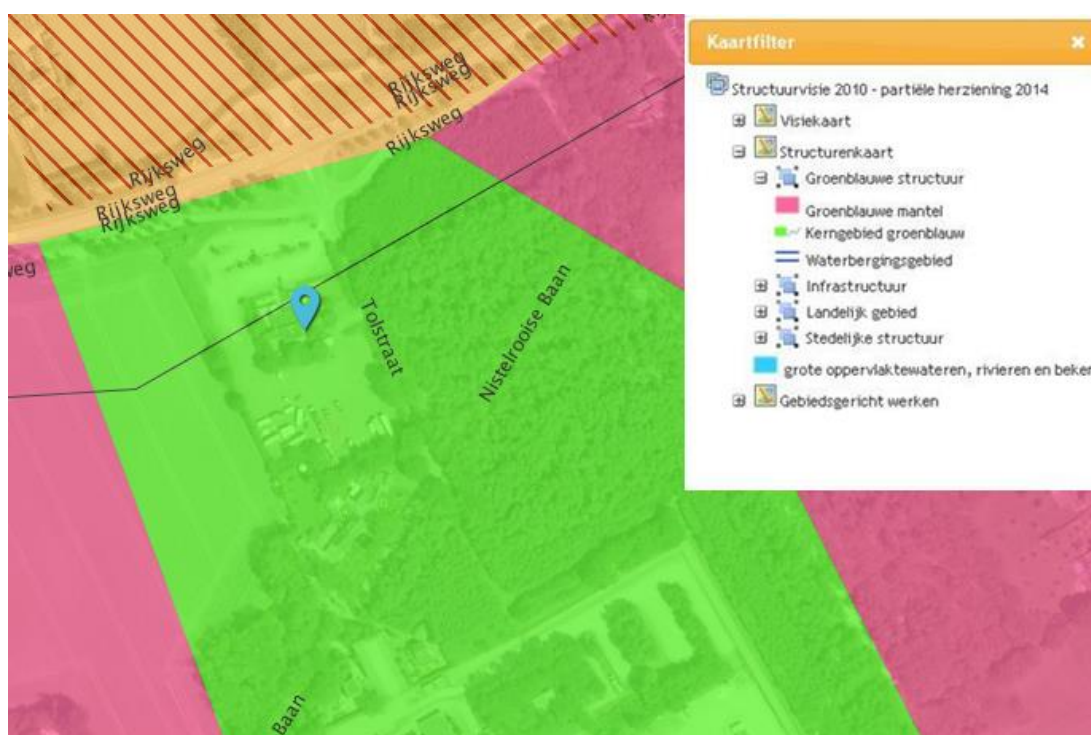 Rijksweg
Rijksweg
Rijksweg
Rijksweg
Rijksweg
Rijksweg
weg
Tolstraat
Nistelrooise Baan
Baan
Kaartfilter
Structuurvisie 2010 - partiële herziening 2014
Visiekaart
Structurenkaart
Groenblauwe structuur
Groenblauwe mantel
Kerngebied groenblauw
Waterbergingsgebied
Infrastructuur
Landelijk gebied
Stedelijke structuur
grote oppervlaktewateren, rivieren en beken
Gebiedsgericht werken